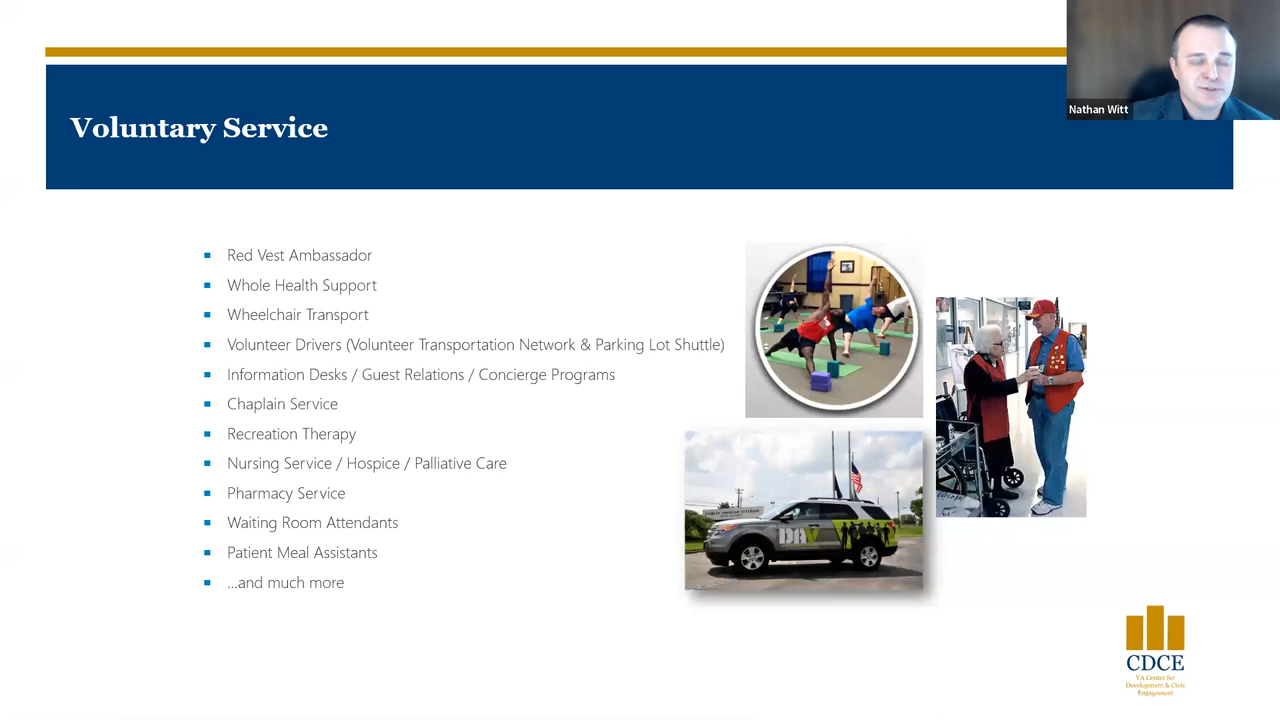 Nathan Witt
Voluntary Service
Red Vest Ambassador
Whole Health Support
Wheelchair Transport
Volunteer Drivers (Volunteer Transportation Network & Parking Lot Shuttle)
Information Desks / Guest Relations / Concierge Programs
Chaplain Service
Recreation Therapy
Nursing Service / Hospice / Palliative Care
Pharmacy Service
Waiting Room Attendants
Patient Meal Assistants
...and much more
DAV
CDCE
VA Center for
Development & Civic
Engagement